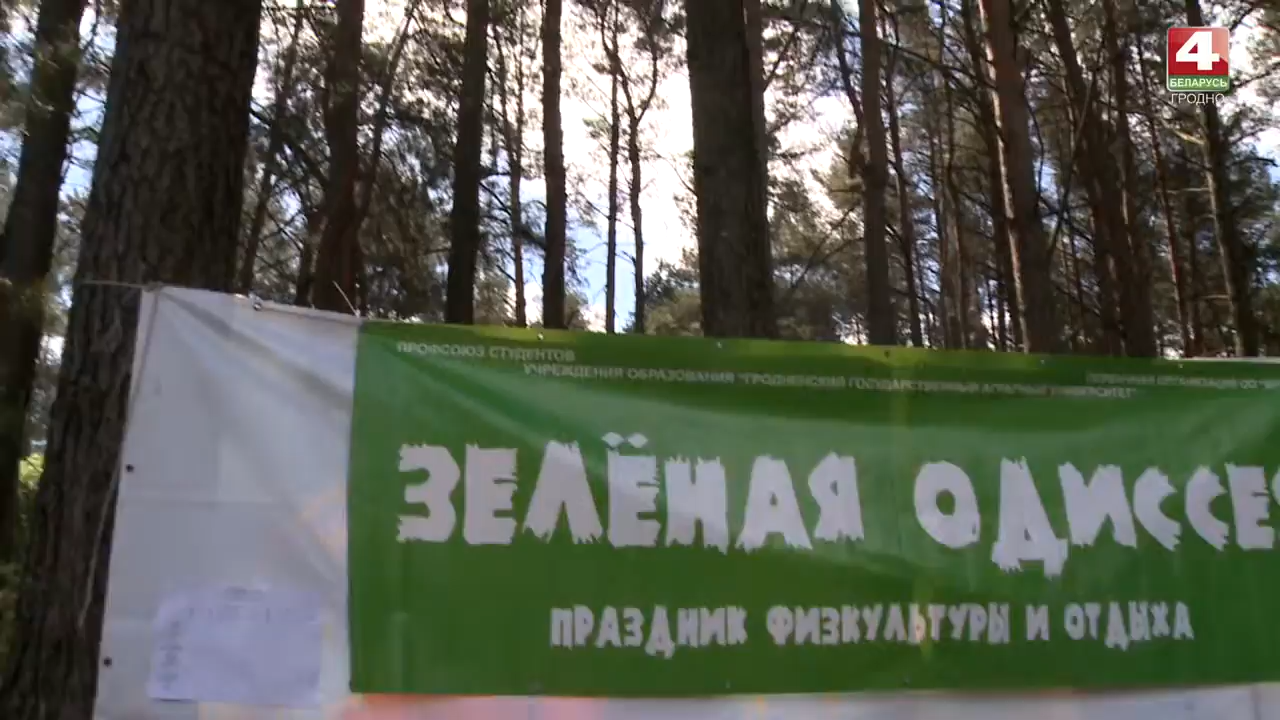 4
БЕЛАРУСЬ
ГРОДНО
ПРОФСОЮЗ СТУДЕНТОВ
УЧРЕЖДЕНИЯ ОБРАЗОВАНИЯ "ГРОДНЕНСКИЙ ГОСУДАРСТВЕННЫЙ АГРАРНЫЙ УНИВЕРСИТЕТ"
ЗЕЛЁНАЯ ОДИССЕ
ПРАЗДНИК ФИЗКУЛЬТУРЫ И ОТДЫХА